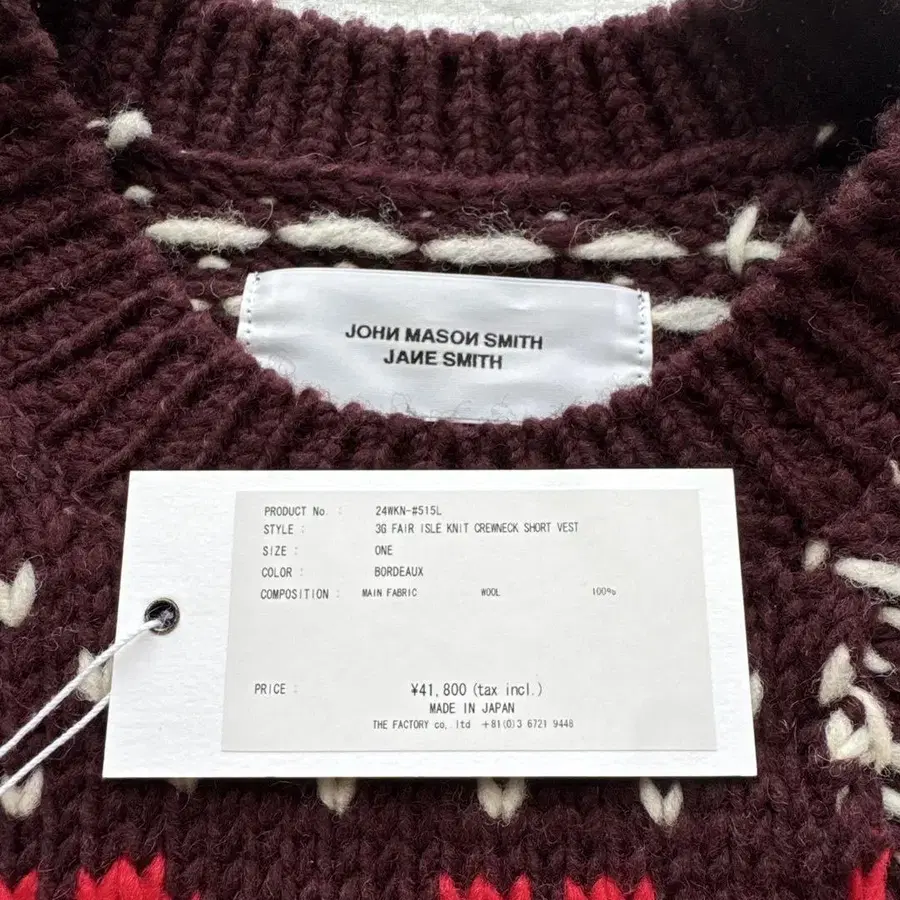 JOHN MASON SMITH
JANE SMITH
PRODUCT No. : 24WKN-#515L
STYLE : 3G FAIR ISLE KNIT CREWNECK SHORT VEST
SIZE : ONE
COLOR : BORDEAUX
COMPOSITION : MAIN FABRIC WOOL 100%
PRICE : ¥41,800 (tax incl.)
MADE IN JAPAN
THE FACTORY co,.ltd +81(0)3 6721 9448